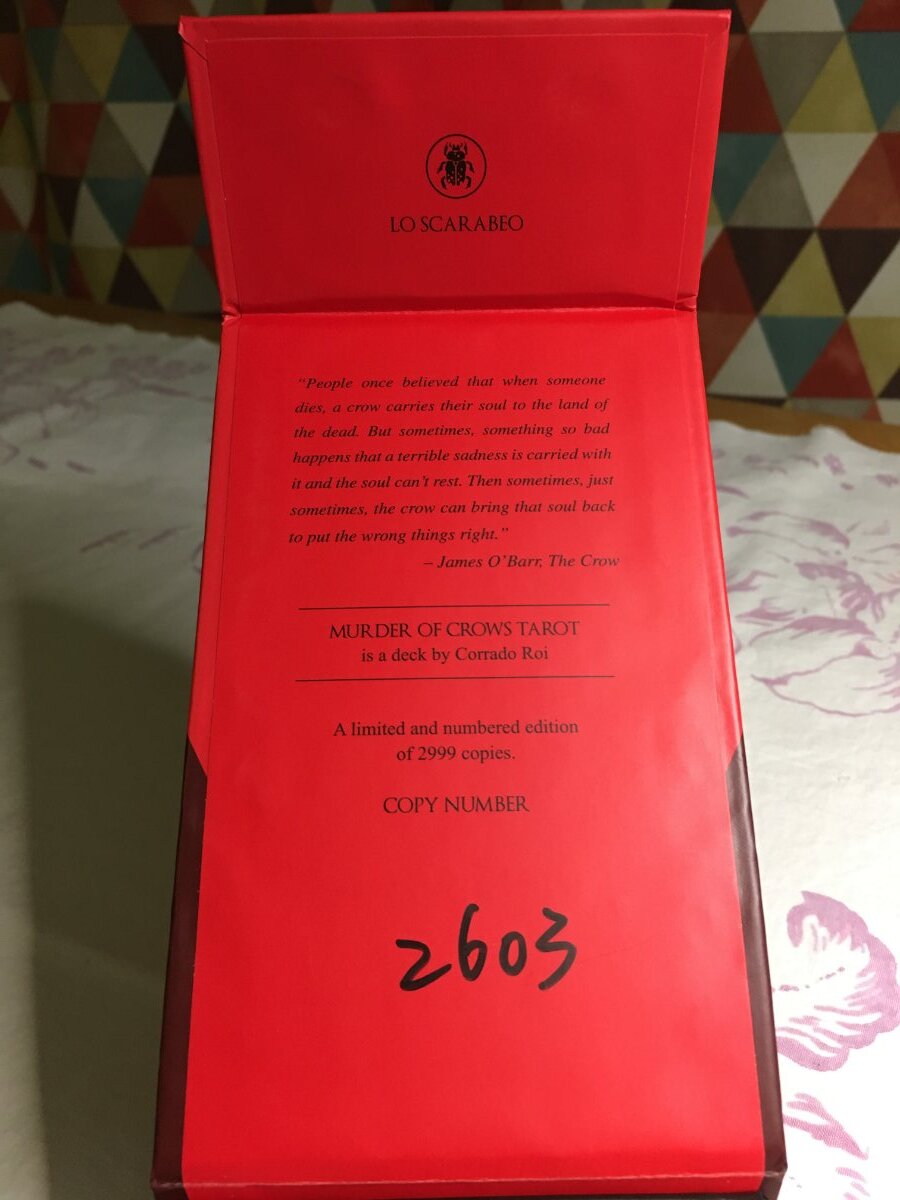 LO SCARABEO
“People once believed that when someone
dies, a crow carries their soul to the land of
the dead. But sometimes, something so bad
happens that a terrible sadness is carried with
it and the soul can’t rest. Then sometimes, just
sometimes, the crow can bring that soul back
to put the wrong things right.”
– James O’Barr, The Crow
MURDER OF CROWS TAROT
is a deck by Corrado Roi
A limited and numbered edition
of 2999 copies.
COPY NUMBER
2603